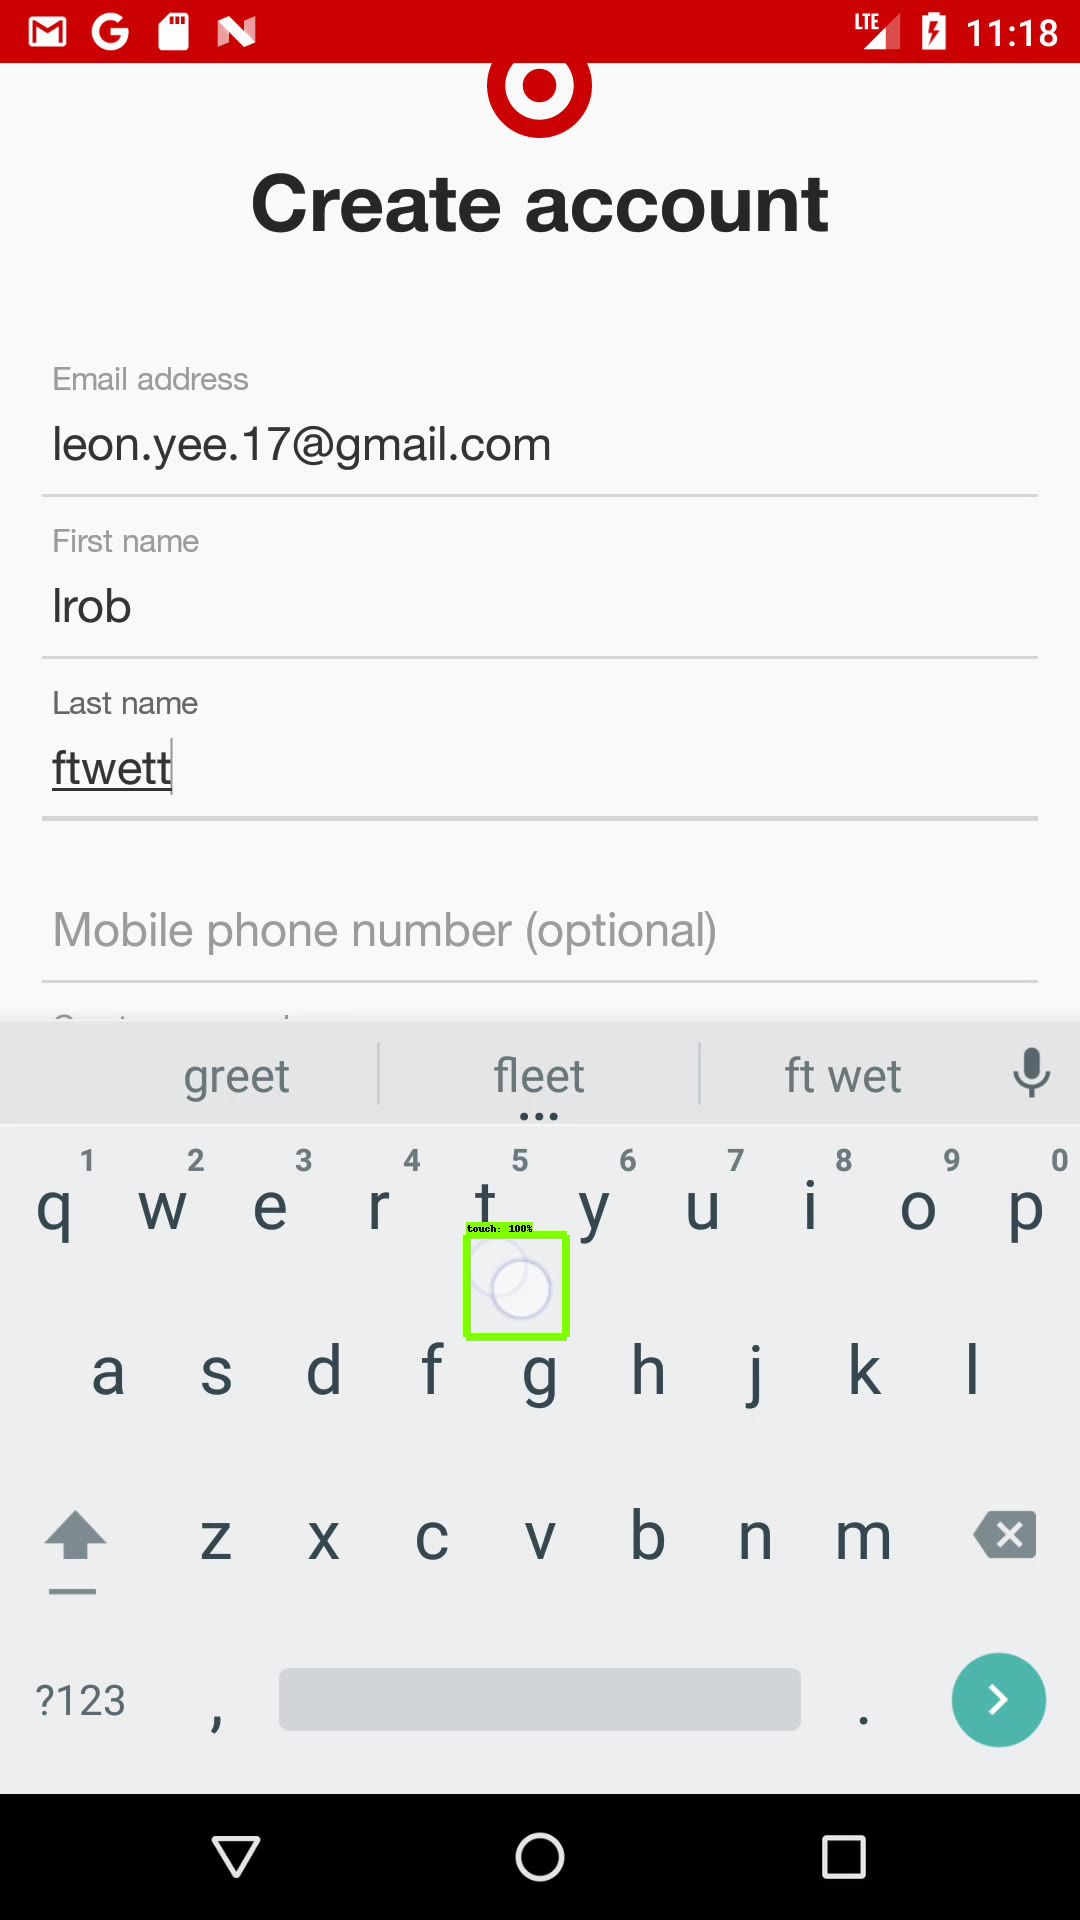 LTE 11:18
Create account
Email address
leon.yee.17@gmail.com
First name
lrob
Last name
ftwett
Mobile phone number (optional)
greet fleet ft wet
1 2 3 4 5 6 7 8 9 0
q w e r t y u i o p
touch: 100%
a s d f g h j k l
z x c v b n m
?123 , .